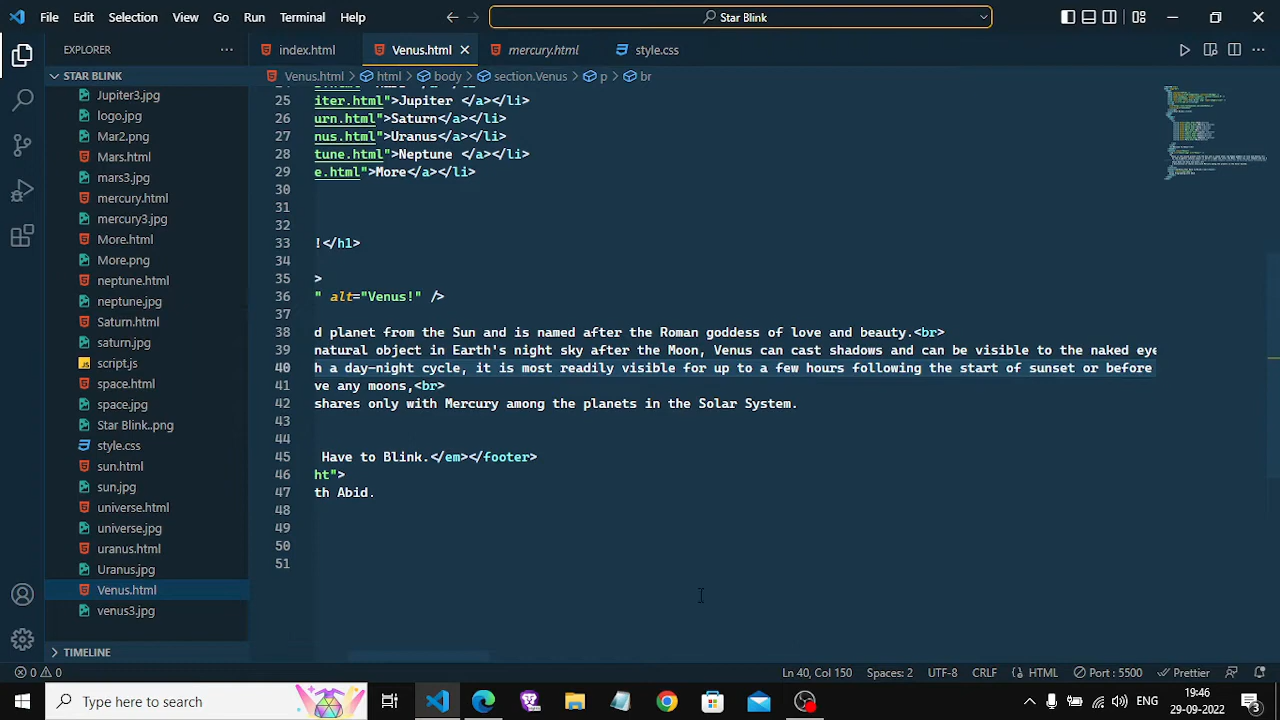 File Edit Selection View Go Run Terminal Help
Star Blink
EXPLORER
index.html Venus.html mercury.html style.css
STAR BLINK
Venus.html html body section.Venus p br
Jupiter3.jpg
logo.jpg
Mar2.png
Mars.html
mars3.jpg
mercury.html
mercury3.jpg
More.html
More.png
neptune.html
neptune.jpg
Saturn.html
saturn.jpg
script.js
space.html
space.jpg
Star Blink..png
style.css
sun.html
sun.jpg
universe.html
universe.jpg
uranus.html
Uranus.jpg
Venus.html
venus3.jpg
TIMELINE
25 iter.html">Jupiter </a></li>
26 urn.html">Saturn</a></li>
27 nus.html">Uranus</a></li>
28 tune.html">Neptune </a></li>
29 e.html">More</a></li>
30
31
32
33 !</h1>
34
35 >
36 " alt="Venus!" />
37
38 d planet from the Sun and is named after the Roman goddess of love and beauty.<br>
39 natural object in Earth's night sky after the Moon, Venus can cast shadows and can be visible to the naked eye
40 h a day-night cycle, it is most readily visible for up to a few hours following the start of sunset or before
41 ve any moons,<br>
42 shares only with Mercury among the planets in the Solar System.
43
44
45 Have to Blink.</em></footer>
46 ht">
47 th Abid.
48
49
50
51
0 0 Ln 40, Col 150 Spaces: 2 UTF-8 CRLF HTML Port : 5500 Prettier
Type here to search
ENG
19:46
29-09-2022
3